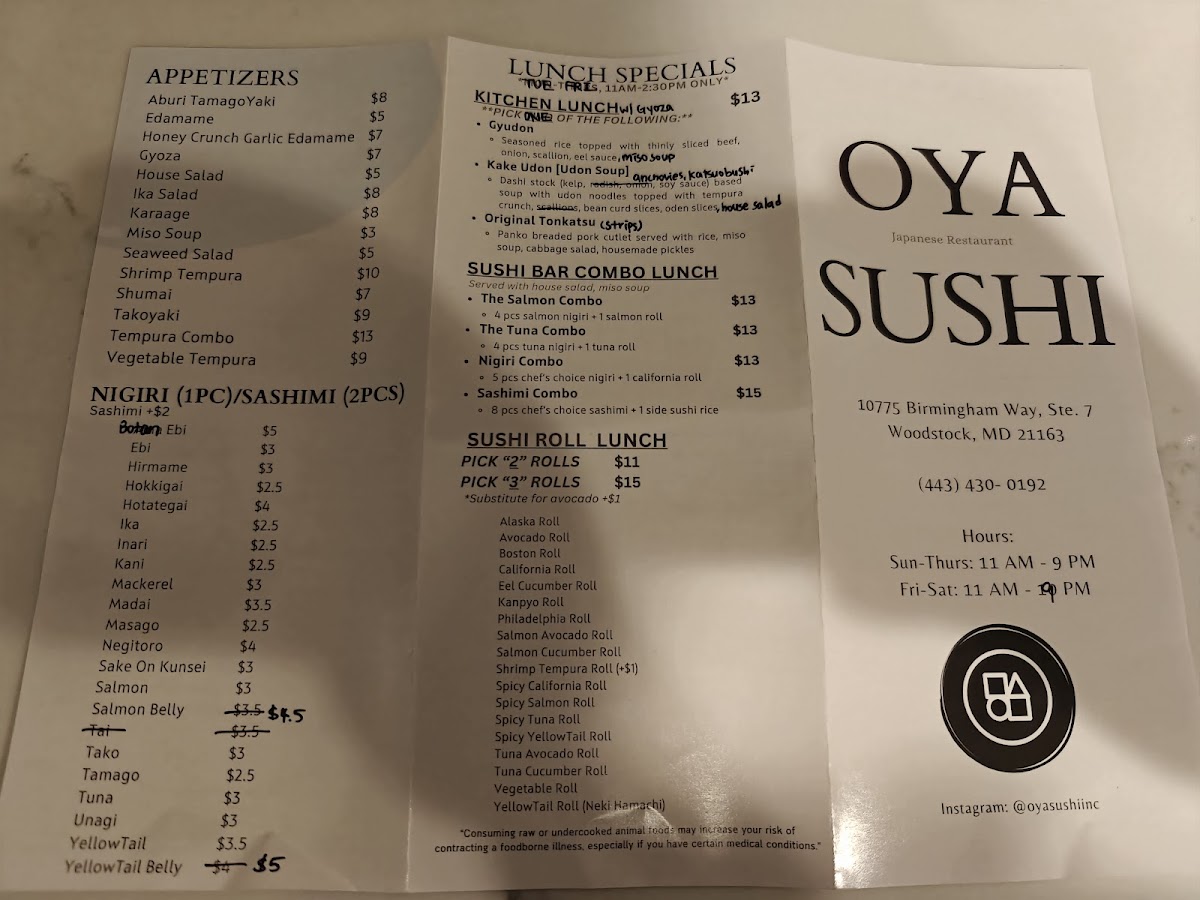 APPETIZERS
Aburi TamagoYaki $8
Edamame $5
Honey Crunch Garlic Edamame $7
Gyoza $7
House Salad $5
Ika Salad $8
Karaage $8
Miso Soup $3
Seaweed Salad $5
Shrimp Tempura $10
Shumai $7
Takoyaki $9
Tempura Combo $13
Vegetable Tempura $9
NIGIRI (1PC)/SASHIMI (2PCS)
Sashimi +$2
Botan Ebi $5
Ebi $3
Hirmame $3
Hokkigai $2.5
Hotategai $4
Ika $2.5
Inari $2.5
Kani $2.5
Mackerel $3
Madai $3.5
Masago $2.5
Negitoro $4
Sake On Kunsei $3
Salmon $3
Salmon Belly $3.5 $4.5
Tai $3.5
Tako $3
Tamago $2.5
Tuna $3
Unagi $3
YellowTail $3.5
YellowTail Belly $4 $5
LUNCH SPECIALS
TUE-FRI, 11AM-2:30PM ONLY*
KITCHEN LUNCH w/ Gyoza $13
**PICK ONE OF THE FOLLOWING:**
• Gyudon
Seasoned rice topped with thinly sliced beef,
onion, scallion, eel sauce, miso soup
• Kake Udon [Udon Soup] anchovies, katsuobushi
Dashi stock (kelp, radish, onion, soy sauce) based
soup with udon noodles topped with tempura
crunch, scallions, bean curd slices, oden slices, house salad
• Original Tonkatsu (strips)
Panko breaded pork cutlet served with rice, miso
soup, cabbage salad, housemade pickles
SUSHI BAR COMBO LUNCH
Served with house salad, miso soup
• The Salmon Combo $13
4 pcs salmon nigiri + 1 salmon roll
• The Tuna Combo $13
4 pcs tuna nigiri + 1 tuna roll
• Nigiri Combo $13
5 pcs chef's choice nigiri + 1 california roll
• Sashimi Combo $15
8 pcs chef's choice sashimi + 1 side sushi rice
SUSHI ROLL LUNCH
PICK "2" ROLLS $11
PICK "3" ROLLS $15
*Substitute for avocado +$1
Alaska Roll
Avocado Roll
Boston Roll
California Roll
Eel Cucumber Roll
Kanpyo Roll
Philadelphia Roll
Salmon Avocado Roll
Salmon Cucumber Roll
Shrimp Tempura Roll (+$1)
Spicy California Roll
Spicy Salmon Roll
Spicy Tuna Roll
Spicy YellowTail Roll
Tuna Avocado Roll
Tuna Cucumber Roll
Vegetable Roll
YellowTail Roll (Neki Hamachi)
"Consuming raw or undercooked animal foods may increase your risk of
contracting a foodborne illness, especially if you have certain medical conditions."
OYA
Japanese Restaurant
SUSHI
10775 Birmingham Way, Ste. 7
Woodstock, MD 21163
(443) 430- 0192
Hours:
Sun-Thurs: 11 AM - 9 PM
Fri-Sat: 11 AM - 9 PM
Instagram: @oyasushiinc